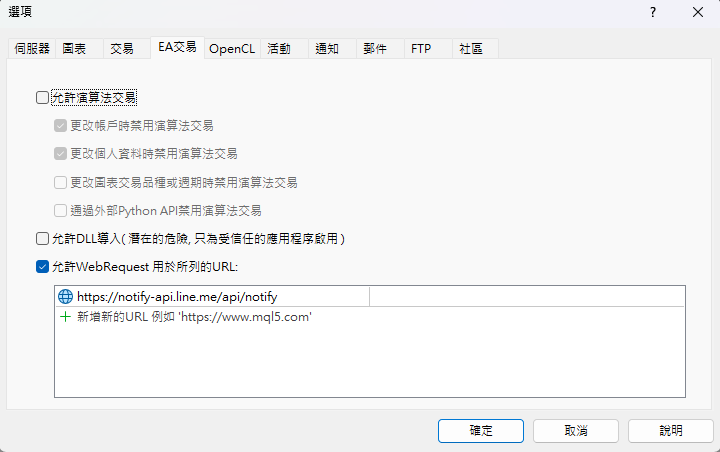 選項
伺服器 圖表 交易 EA交易 OpenCL 活動 通知 郵件 FTP 社區
允許演算法交易
更改帳戶時禁用演算法交易
更改個人資料時禁用演算法交易
更改圖表交易品種或週期時禁用演算法交易
通過外部Python API禁用演算法交易
允許DLL導入( 潛在的危險, 只為受信任的應用程序啟用 )
允許WebRequest 用於所列的URL:
https://notify-api.line.me/api/notify
新增新的URL 例如 'https://www.mql5.com'
確定 取消 說明